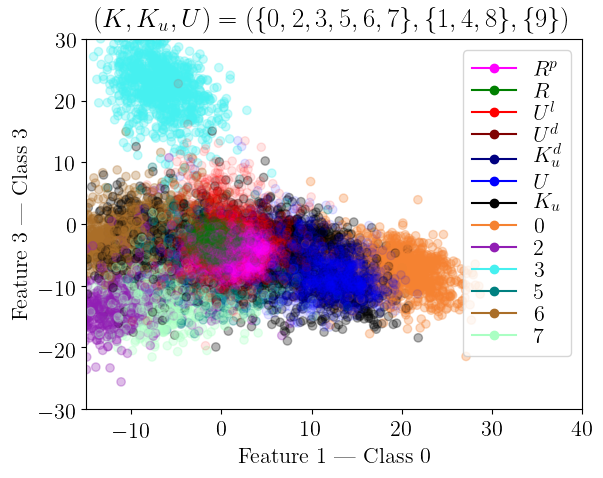 (K, K_u, U) = ({0, 2, 3, 5, 6, 7}, {1, 4, 8}, {9})
30
20
10
0
−10
−20
−30
Feature 3 — Class 3
R^p
R
U^l
U^d
K_u^d
U
K_u
0
2
3
5
6
7
−10
0
10
20
30
40
Feature 1 — Class 0